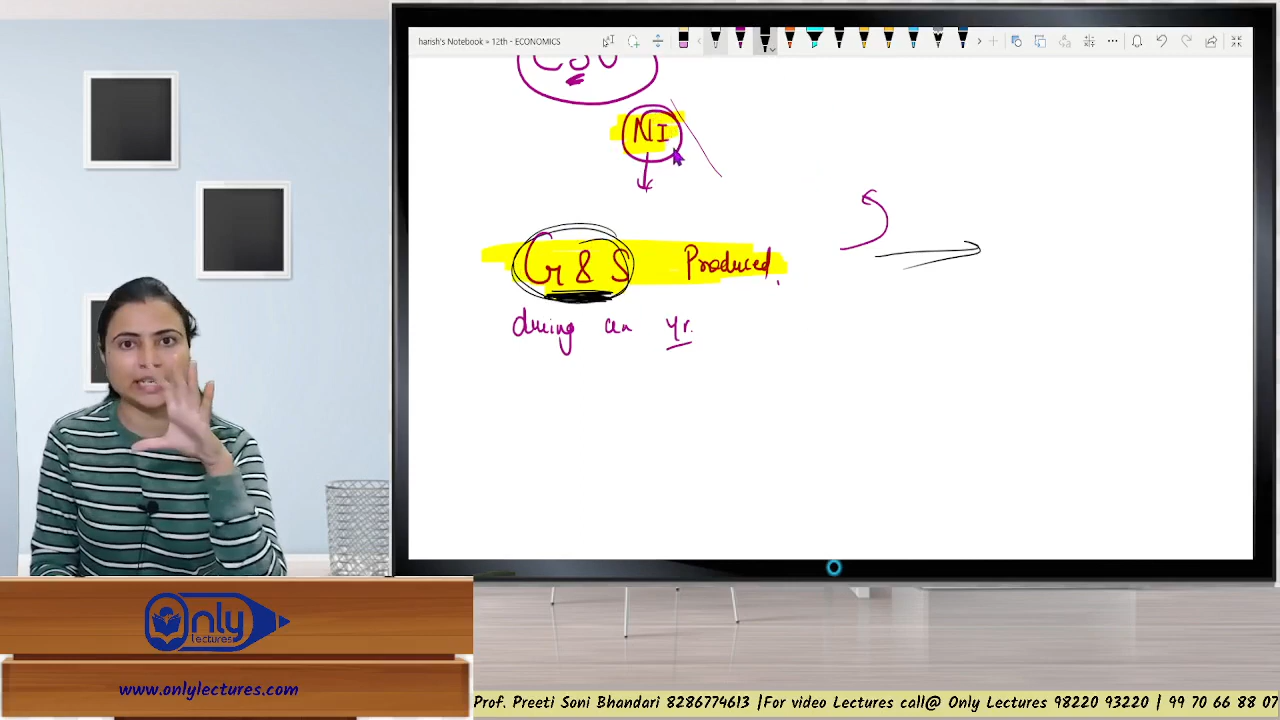 harish's Notebook » 12th - ECONOMICS
NI
G & S Produced.
during an yr.
Only
lectures
www.onlylectures.com
Prof. Preeti Soni Bhandari 8286774613 |For video Lectures call@ Only Lectures 98220 93220 | 99 70 66 88 07